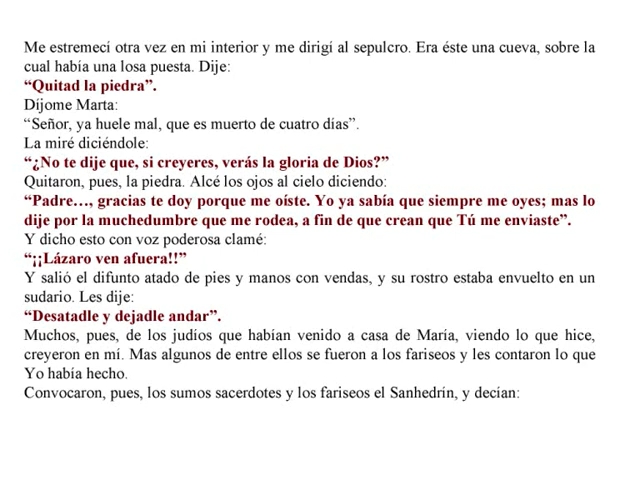 Me estremecí otra vez en mi interior y me dirigí al sepulcro. Era éste una cueva, sobre la
cual había una losa puesta. Dije:
“Quitad la piedra”.
Díjome Marta:
“Señor, ya huele mal, que es muerto de cuatro días”.
La miré diciéndole:
“¿No te dije que, si creyeres, verás la gloria de Dios?”
Quitaron, pues, la piedra. Alcé los ojos al cielo diciendo:
“Padre…, gracias te doy porque me oíste. Yo ya sabía que siempre me oyes; mas lo
dije por la muchedumbre que me rodea, a fin de que crean que Tú me enviaste”.
Y dicho esto con voz poderosa clamé:
“¡¡Lázaro ven afuera!!”
Y salió el difunto atado de pies y manos con vendas, y su rostro estaba envuelto en un
sudario. Les dije:
“Desatadle y dejadle andar”.
Muchos, pues, de los judíos que habían venido a casa de María, viendo lo que hice,
creyeron en mí. Mas algunos de entre ellos se fueron a los fariseos y les contaron lo que
Yo había hecho.
Convocaron, pues, los sumos sacerdotes y los fariseos el Sanhedrín, y decían: